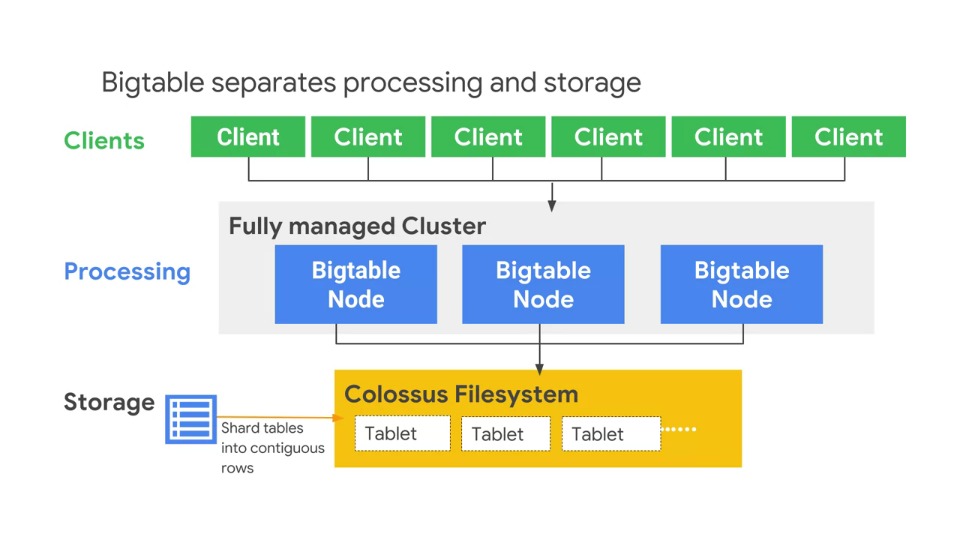 Bigtable separates processing and storage
Clients
Client Client Client Client Client Client
Fully managed Cluster
Processing
Bigtable Node
Bigtable Node
Bigtable Node
Storage
Colossus Filesystem
Shard tables
into contiguous
rows
Tablet Tablet Tablet ......